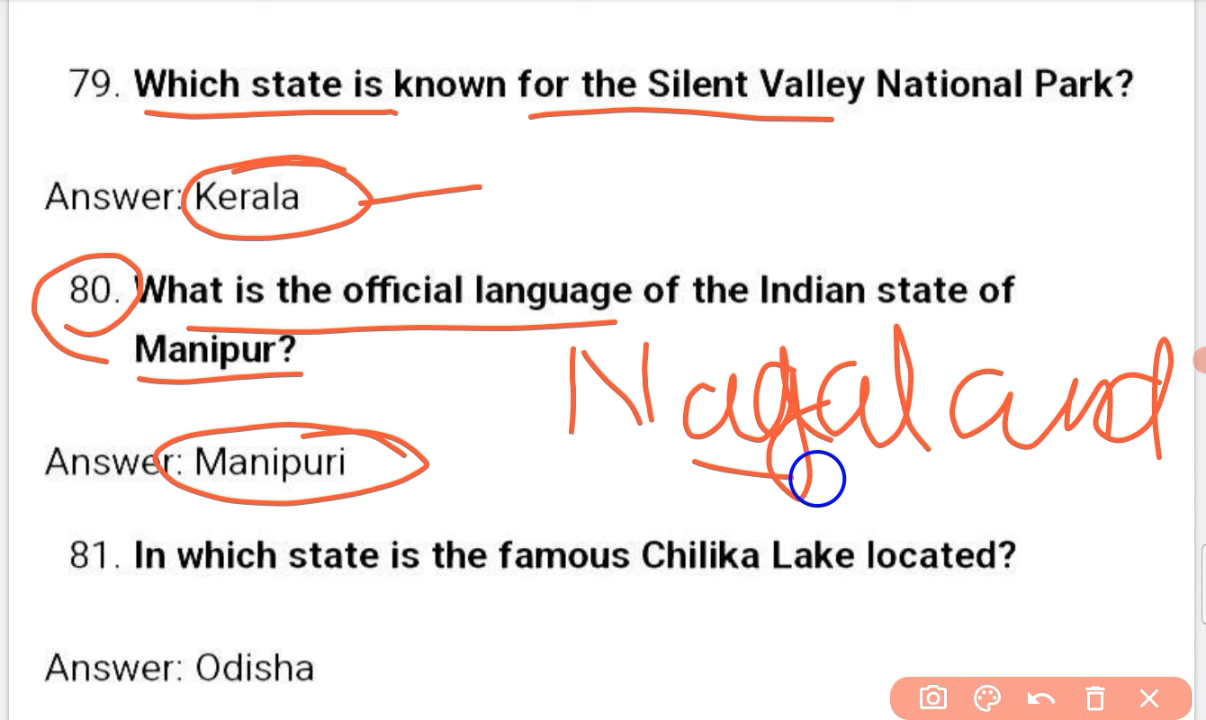 79. Which state is known for the Silent Valley National Park?
Answer: Kerala
80. What is the official language of the Indian state of
Manipur?
Nagaland
Answer: Manipuri
81. In which state is the famous Chilika Lake located?
Answer: Odisha